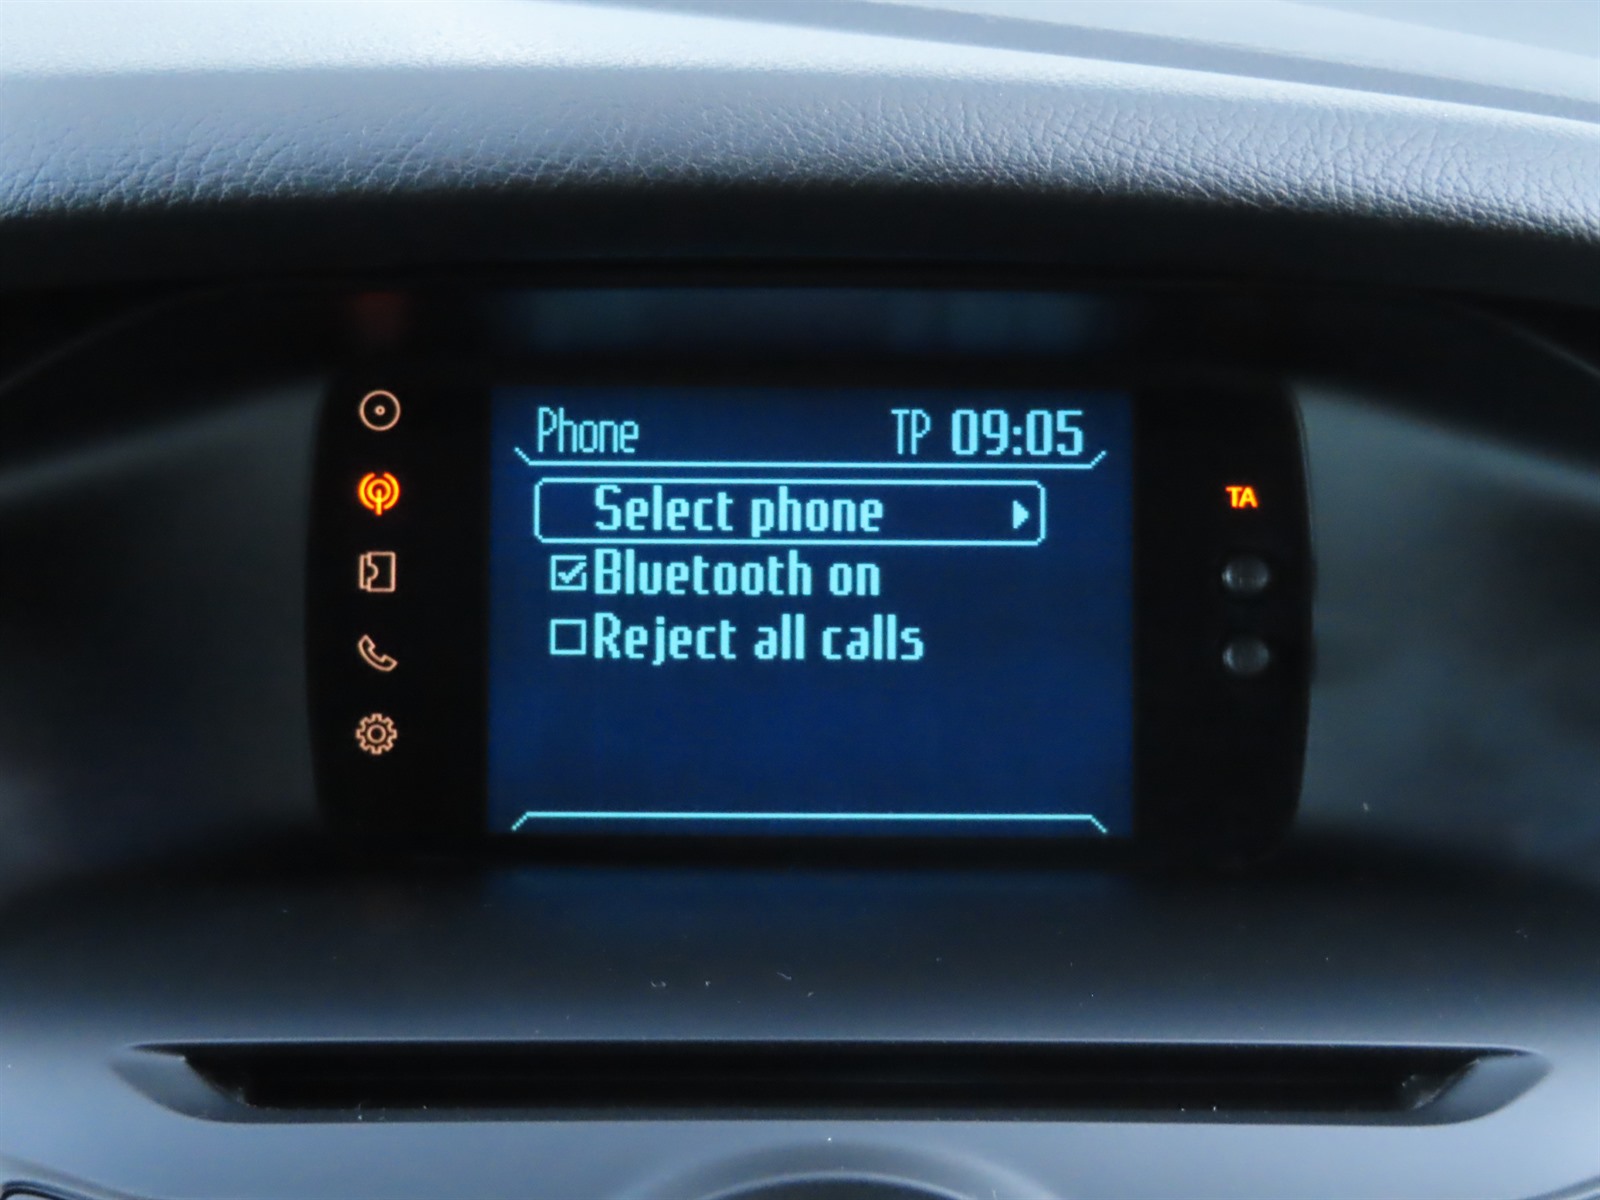 Phone TP 09:05
Select phone
TA
Bluetooth on
Reject all calls